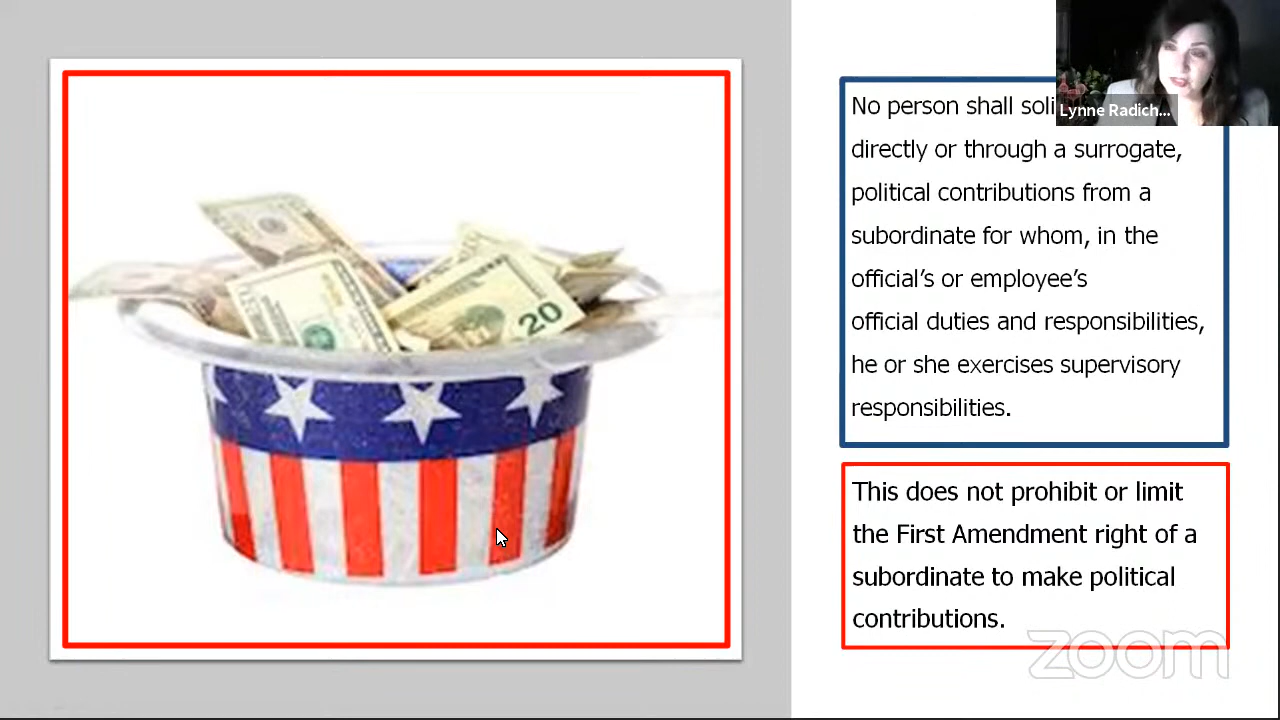 No person shall
directly or through a surrogate,
political contributions from a
subordinate for whom, in the
official's or employee's
official duties and responsibilities,
he or she exercises supervisory
responsibilities.
This does not prohibit or limit
the First Amendment right of a
subordinate to make political
contributions.
Lynne Radich...
20
zoom